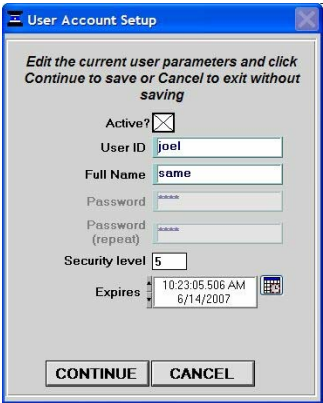 User Account Setup
Edit the current user parameters and click
Continue to save or Cancel to exit without
saving
Active?
User ID joel
Full Name same
Password ****
Password
(repeat) ****
Security level 5
Expires 10:23:05.506 AM
6/14/2007
CONTINUE CANCEL